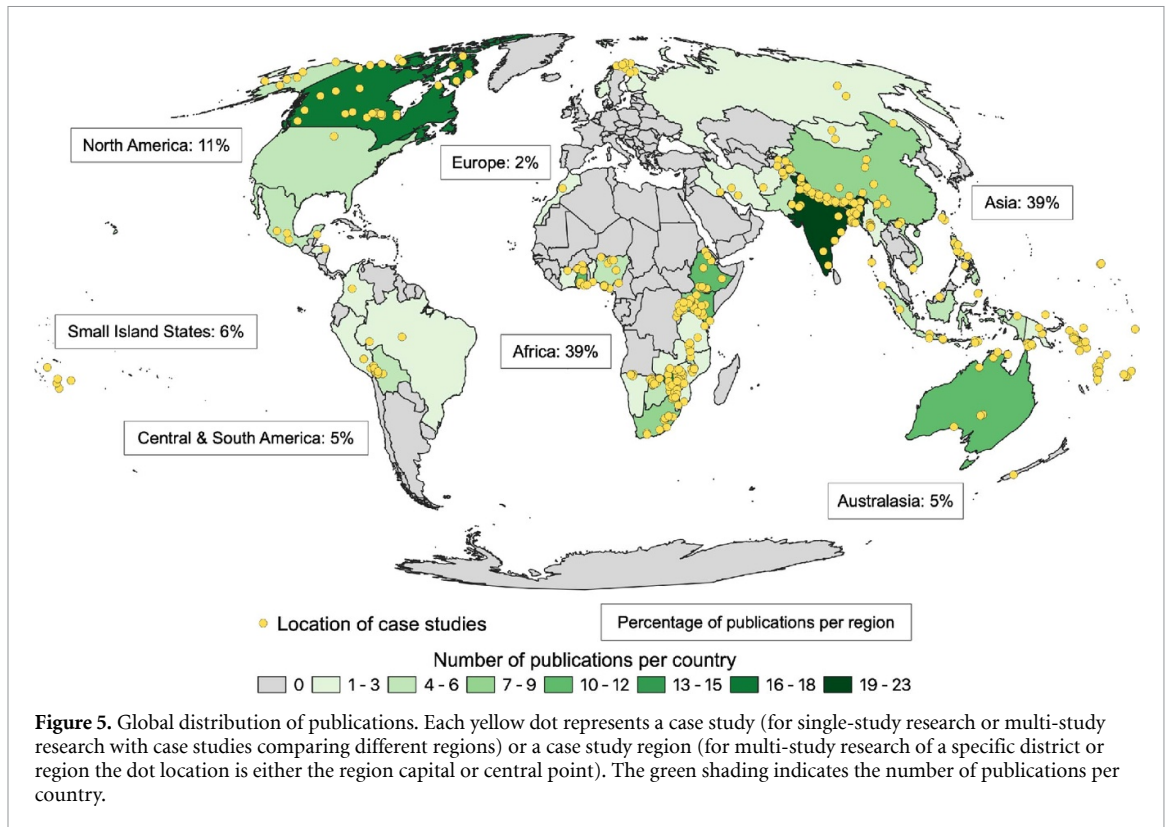 North America: 11%
Europe: 2%
Asia: 39%
Small Island States: 6%
Africa: 39%
Central & South America: 5%
Australasia: 5%
Location of case studies
Percentage of publications per region
Number of publications per country
0 1 - 3 4 - 6 7 - 9 10 - 12 13 - 15 16 - 18 19 - 23
Figure 5. Global distribution of publications. Each yellow dot represents a case study (for single-study research or multi-study
research with case studies comparing different regions) or a case study region (for multi-study research of a specific district or
region the dot location is either the region capital or central point). The green shading indicates the number of publications per
country.